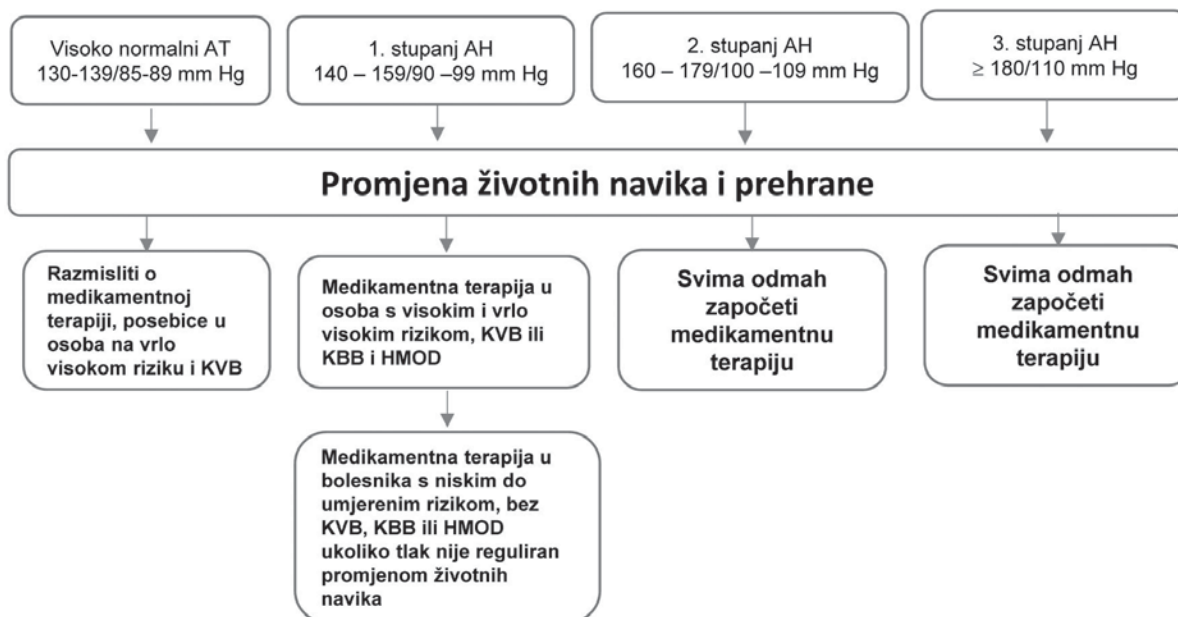 Visoko normalni AT
130-139/85-89 mm Hg
1. stupanj AH
140 – 159/90 –99 mm Hg
2. stupanj AH
160 – 179/100 –109 mm Hg
3. stupanj AH
≥ 180/110 mm Hg
Promjena životnih navika i prehrane
Razmisliti o
medikamentnoj
terapiji, posebice u
osoba na vrlo
visokom riziku i KVB
Medikamentna terapija u
osoba s visokim i vrlo
visokim rizikom, KVB ili
KBB i HMOD
Svima odmah
započeti
medikamentnu
terapiju
Svima odmah
započeti
medikamentnu
terapiju
Medikamentna terapija u
bolesnika s niskim do
umjerenim rizikom, bez
KVB, KBB ili HMOD
ukoliko tlak nije reguliran
promjenom životnih
navika